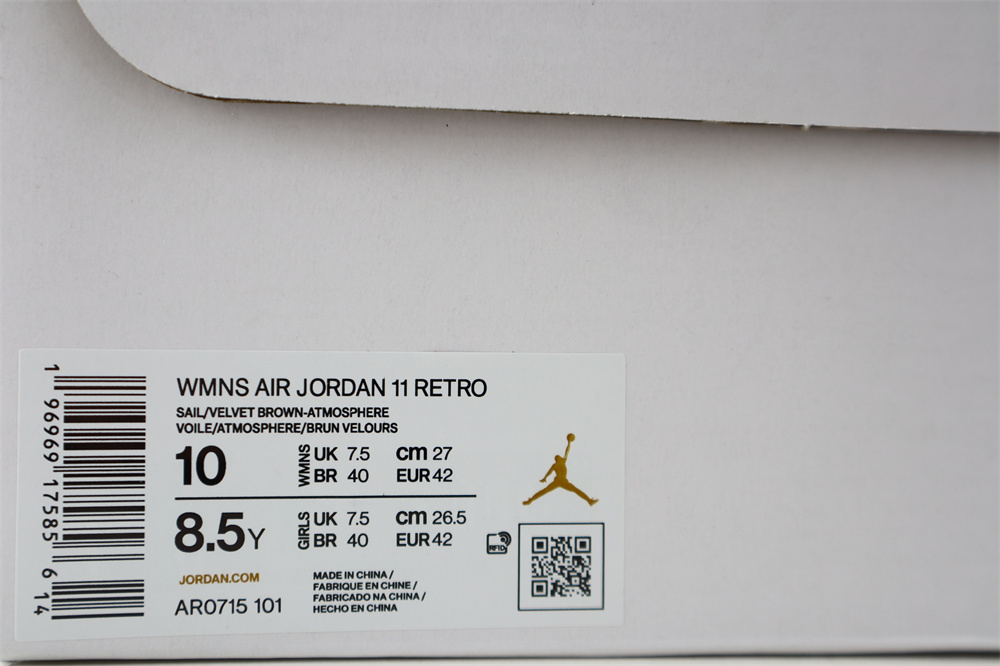 1 96969 17585 6 14
WMNS AIR JORDAN 11 RETRO
SAIL/VELVET BROWN-ATMOSPHERE
VOILE/ATMOSPHERE/BRUN VELOURS
10 WMNS UK 7.5 cm 27
BR 40 EUR 42
8.5Y GIRLS UK 7.5 cm 26.5
BR 40 EUR 42
RFID
JORDAN.COM
AR0715 101
MADE IN CHINA /
FABRIQUE EN CHINE /
FABRICADO NA CHINA /
HECHO EN CHINA